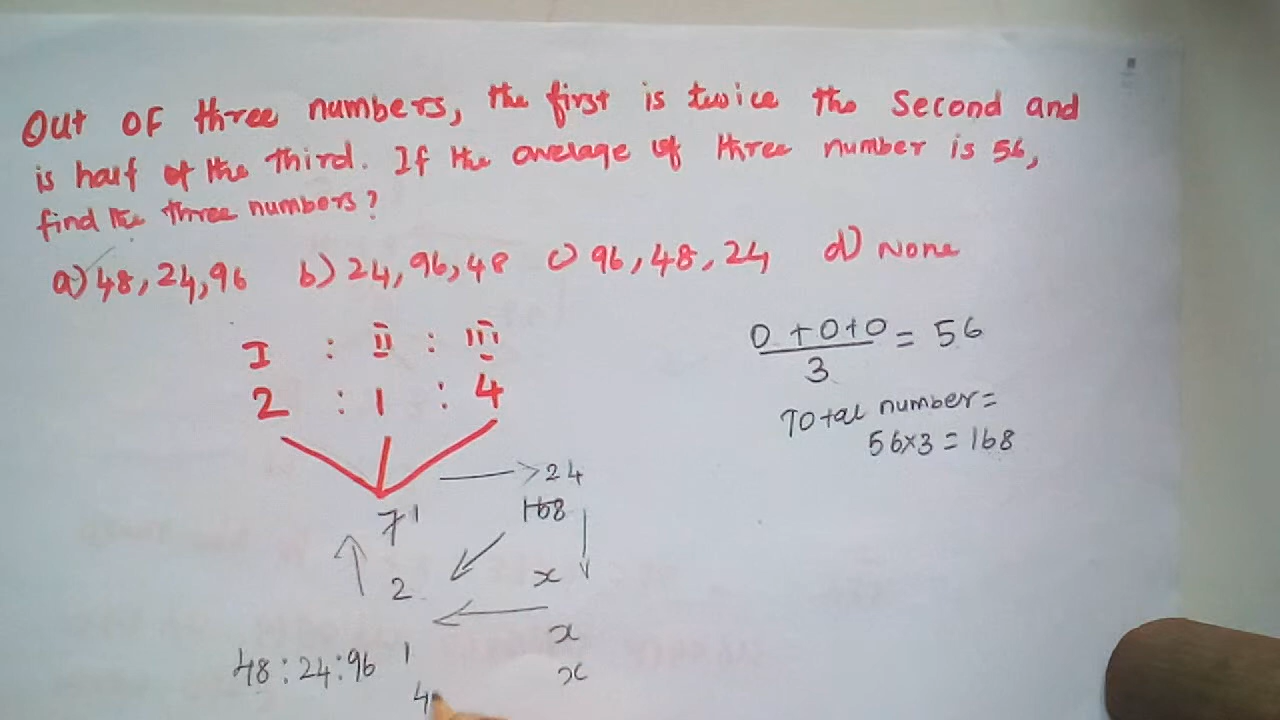 Out OF three numbers, the first is twice the Second and
is half of the third. If the average of three number is 56,
find the three numbers?
a) 48, 24, 96 b) 24, 96, 48 c) 96, 48, 24 d) None
I : II : III
2 : 1 : 4
0 + 0 + 0 = 56
3
Total number =
56×3 = 168
24
7 1 168
2 x
1 x
48 : 24 : 96
4 x